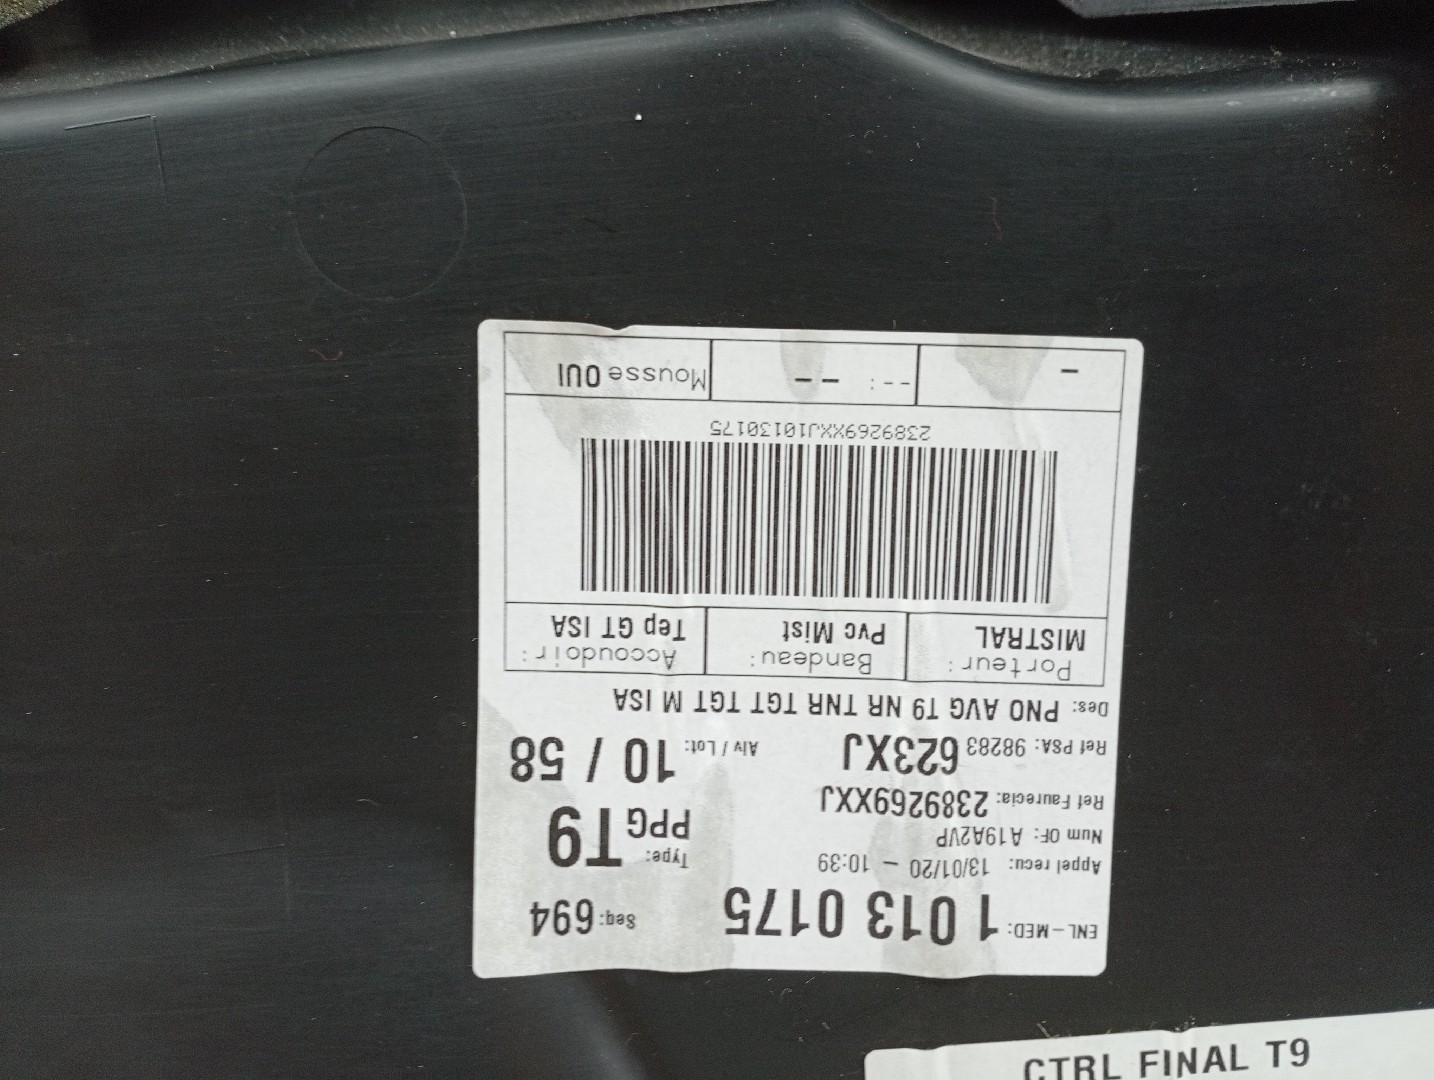 ENL-MED: 1 013 0175 Seq: 694
Appel recu: 13/01/20 - 10:39
Num OF: A19A2VP
Type: PPG T9
Ref Faurecia: 2389269XXJ
Ref PSA: 98283 623XJ Alv / Lot: 10 / 58
Des: PNO AVG T9 NR TNR TGT TGT M ISA
Porteur: Bandeau: Accoudoir:
MISTRAL Pvc Mist Tep GT ISA
2389269XXJ10130175
- --: -- Mousse OUI
CTRL FINAL T9